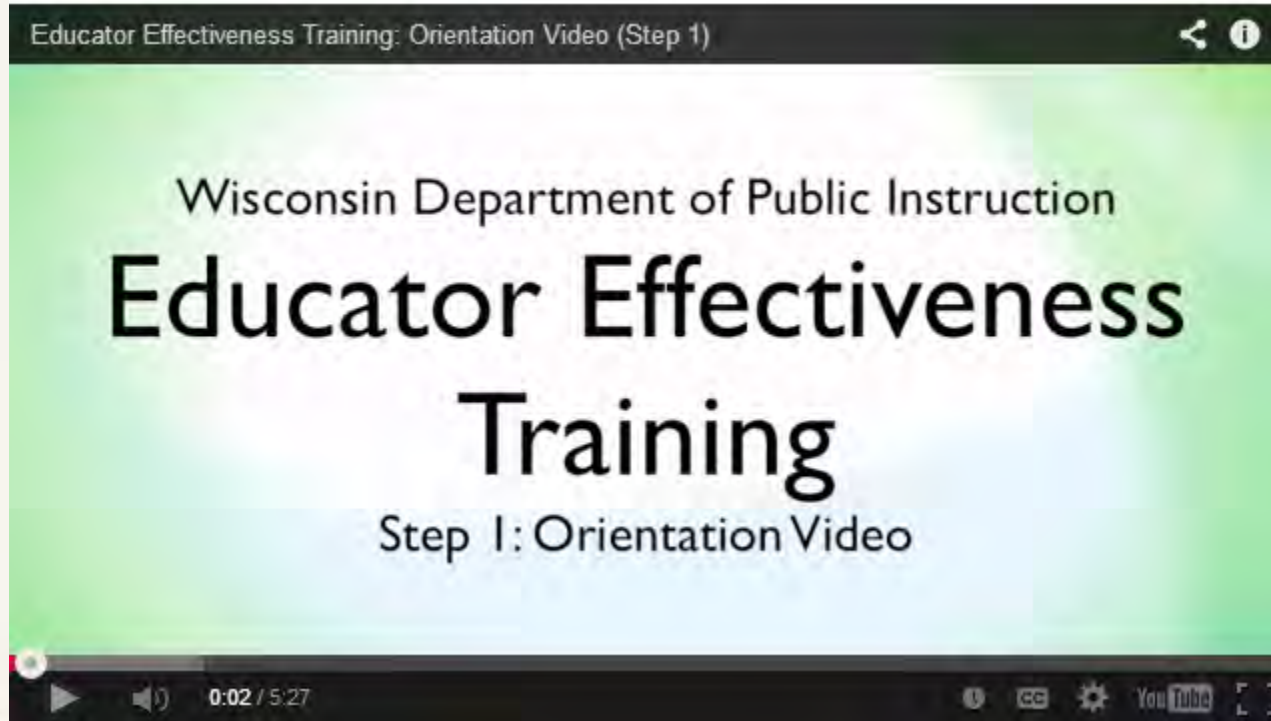 Educator Effectiveness Training: Orientation Video (Step 1)
Wisconsin Department of Public Instruction
Educator Effectiveness
Training
Step 1: Orientation Video
0:02 / 5:27
CC
YouTube